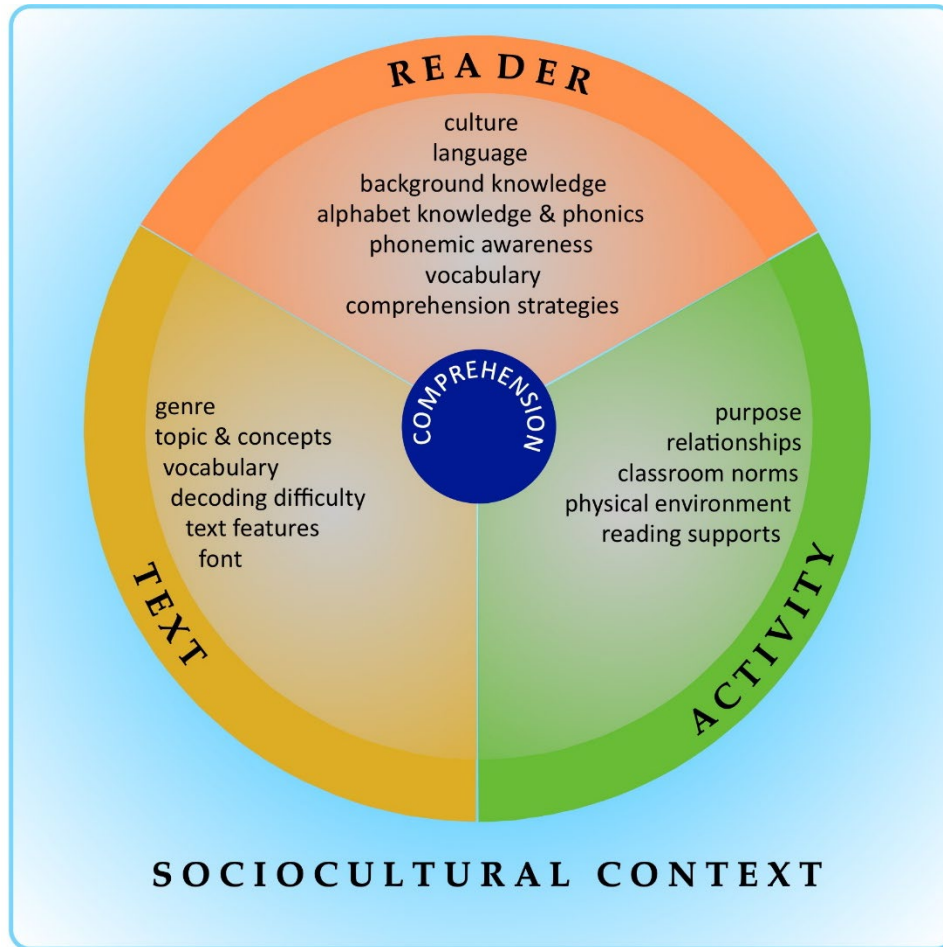 READER
culture
language
background knowledge
alphabet knowledge & phonics
phonemic awareness
vocabulary
comprehension strategies
COMPREHENSION
genre
topic & concepts
vocabulary
decoding difficulty
text features
font
TEXT
purpose
relationships
classroom norms
physical environment
reading supports
ACTIVITY
SOCIOCULTURAL CONTEXT